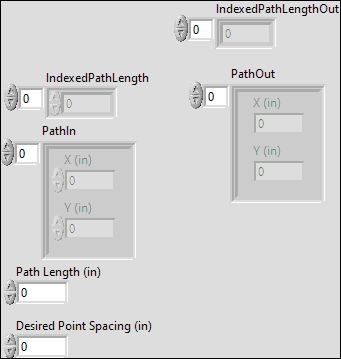 IndexedPathLengthOut
0
0
IndexedPathLength
0
0
PathOut
0
X (in)
0
Y (in)
0
PathIn
0
X (in)
0
Y (in)
0
Path Length (in)
0
Desired Point Spacing (in)
0